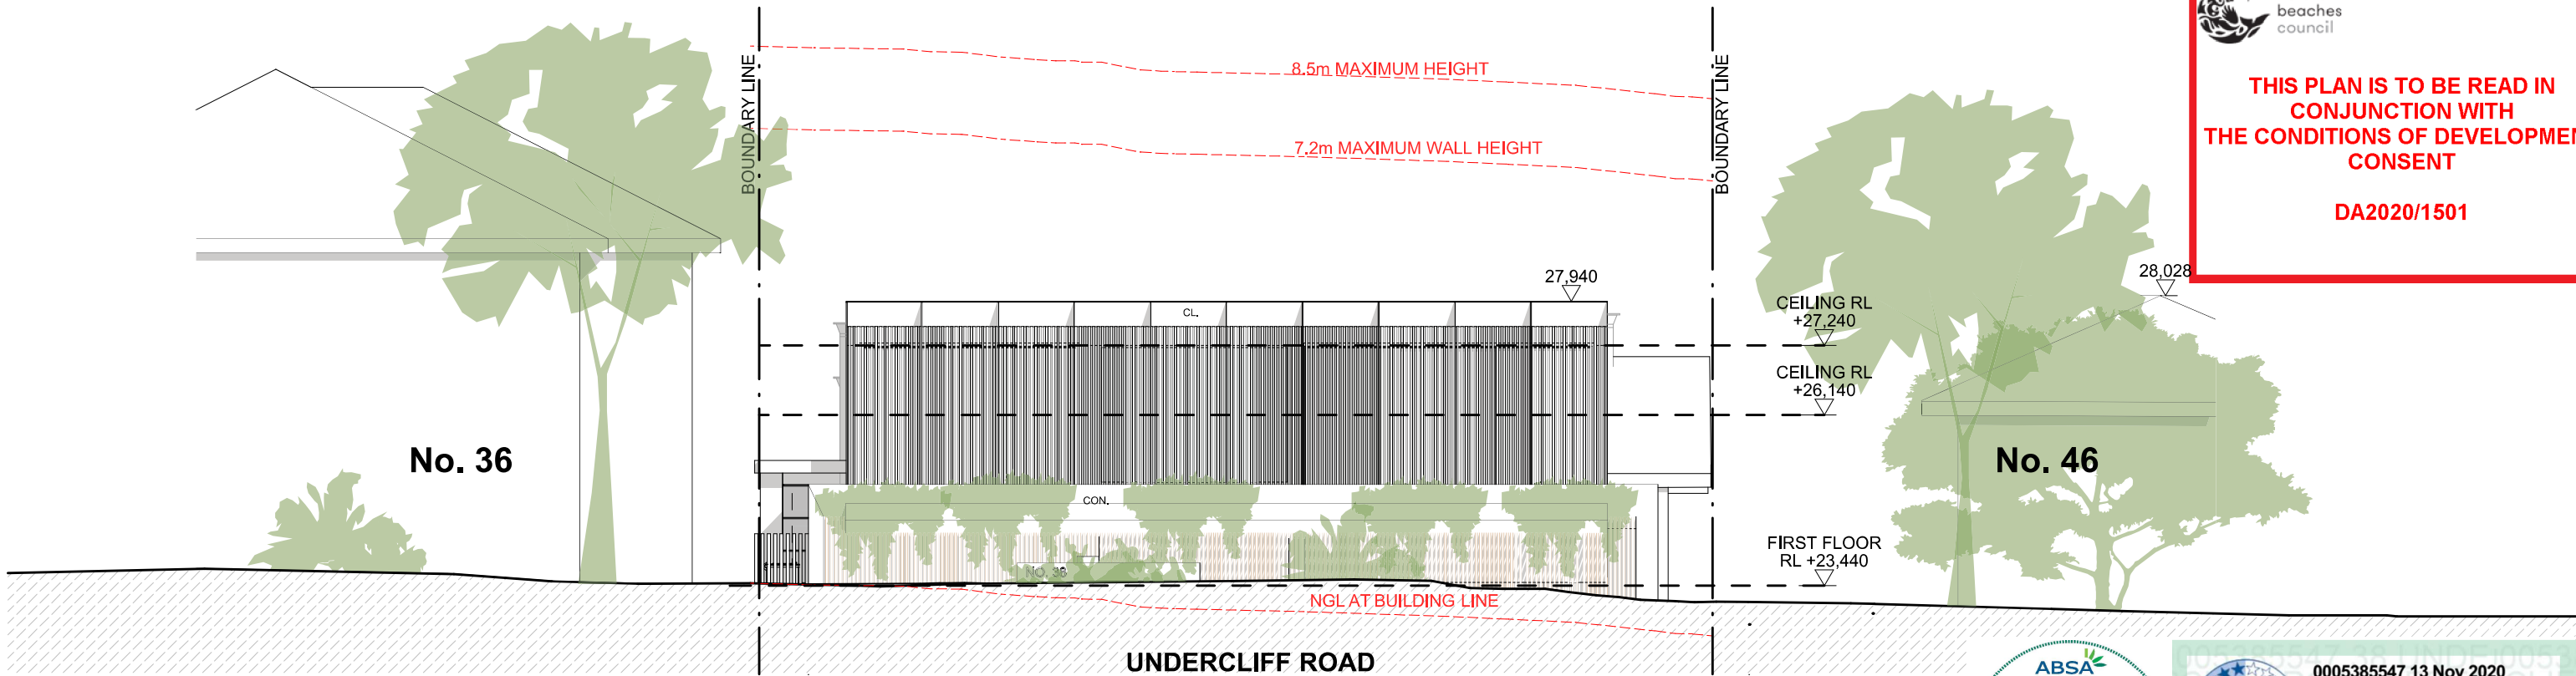 beaches
council
THIS PLAN IS TO BE READ IN
CONJUNCTION WITH
THE CONDITIONS OF DEVELOPMEN
CONSENT
DA2020/1501
BOUNDARY LINE
8.5m MAXIMUM HEIGHT
7.2m MAXIMUM WALL HEIGHT
BOUNDARY LINE
27,940
28,028
CL.
CEILING RL
+27,240
CEILING RL
+26,140
No. 36
No. 46
CON.
FIRST FLOOR
RL +23,440
NO. 38
NGL AT BUILDING LINE
UNDERCLIFF ROAD
ABSA
0005385547 13 Nov 2020